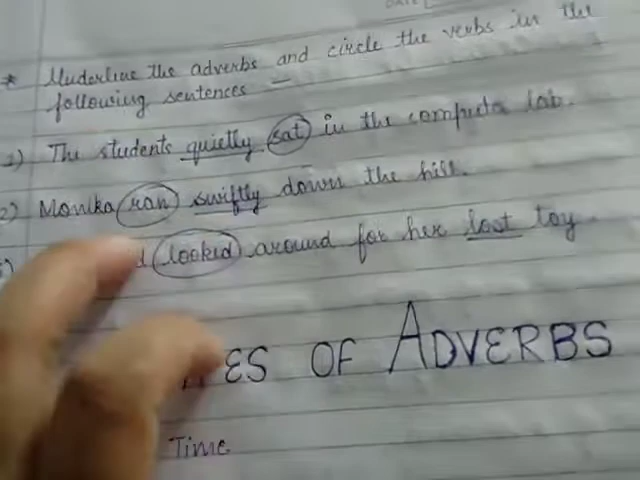 * Underline the adverbs and circle the verbs in the
following sentences —
1) The students quietly sat in the computer lab.
2) Monika ran swiftly down the hill.
looked around for her lost toy.
ES OF ADVERBS
Time